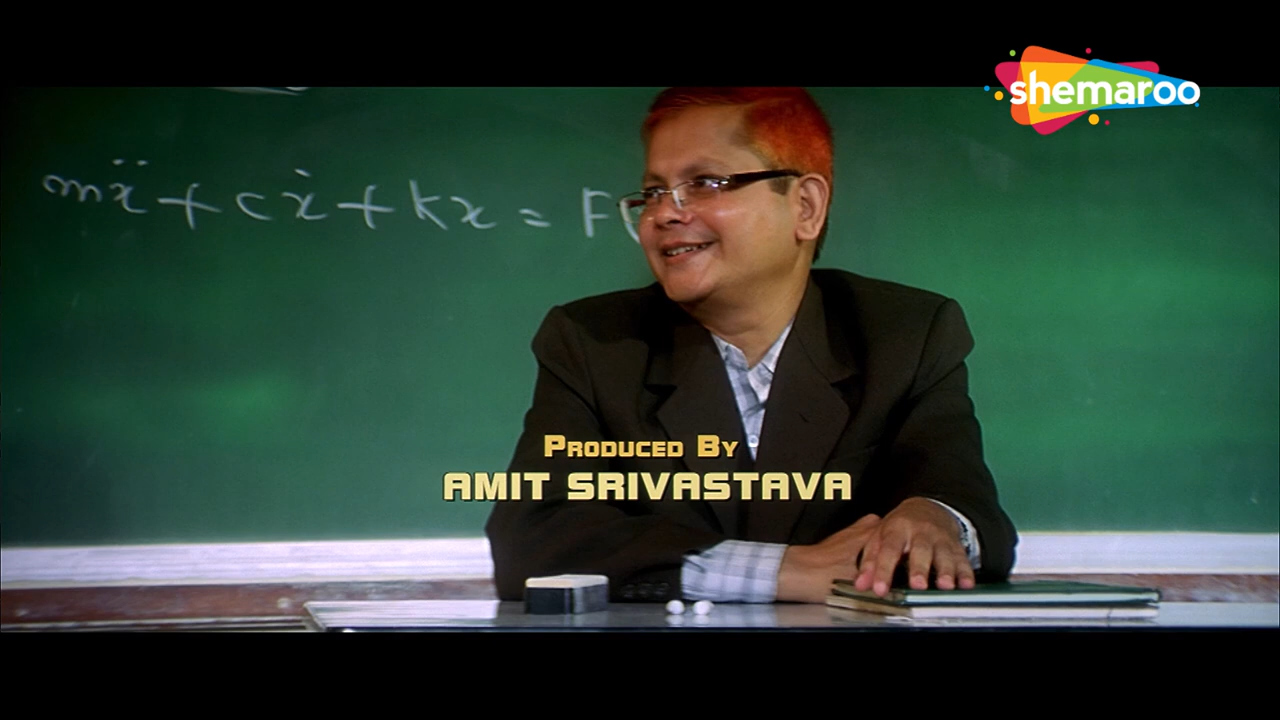 shemaroo
mẍ + cẋ + kx = F(
PRODUCED BY
AMIT SRIVASTAVA